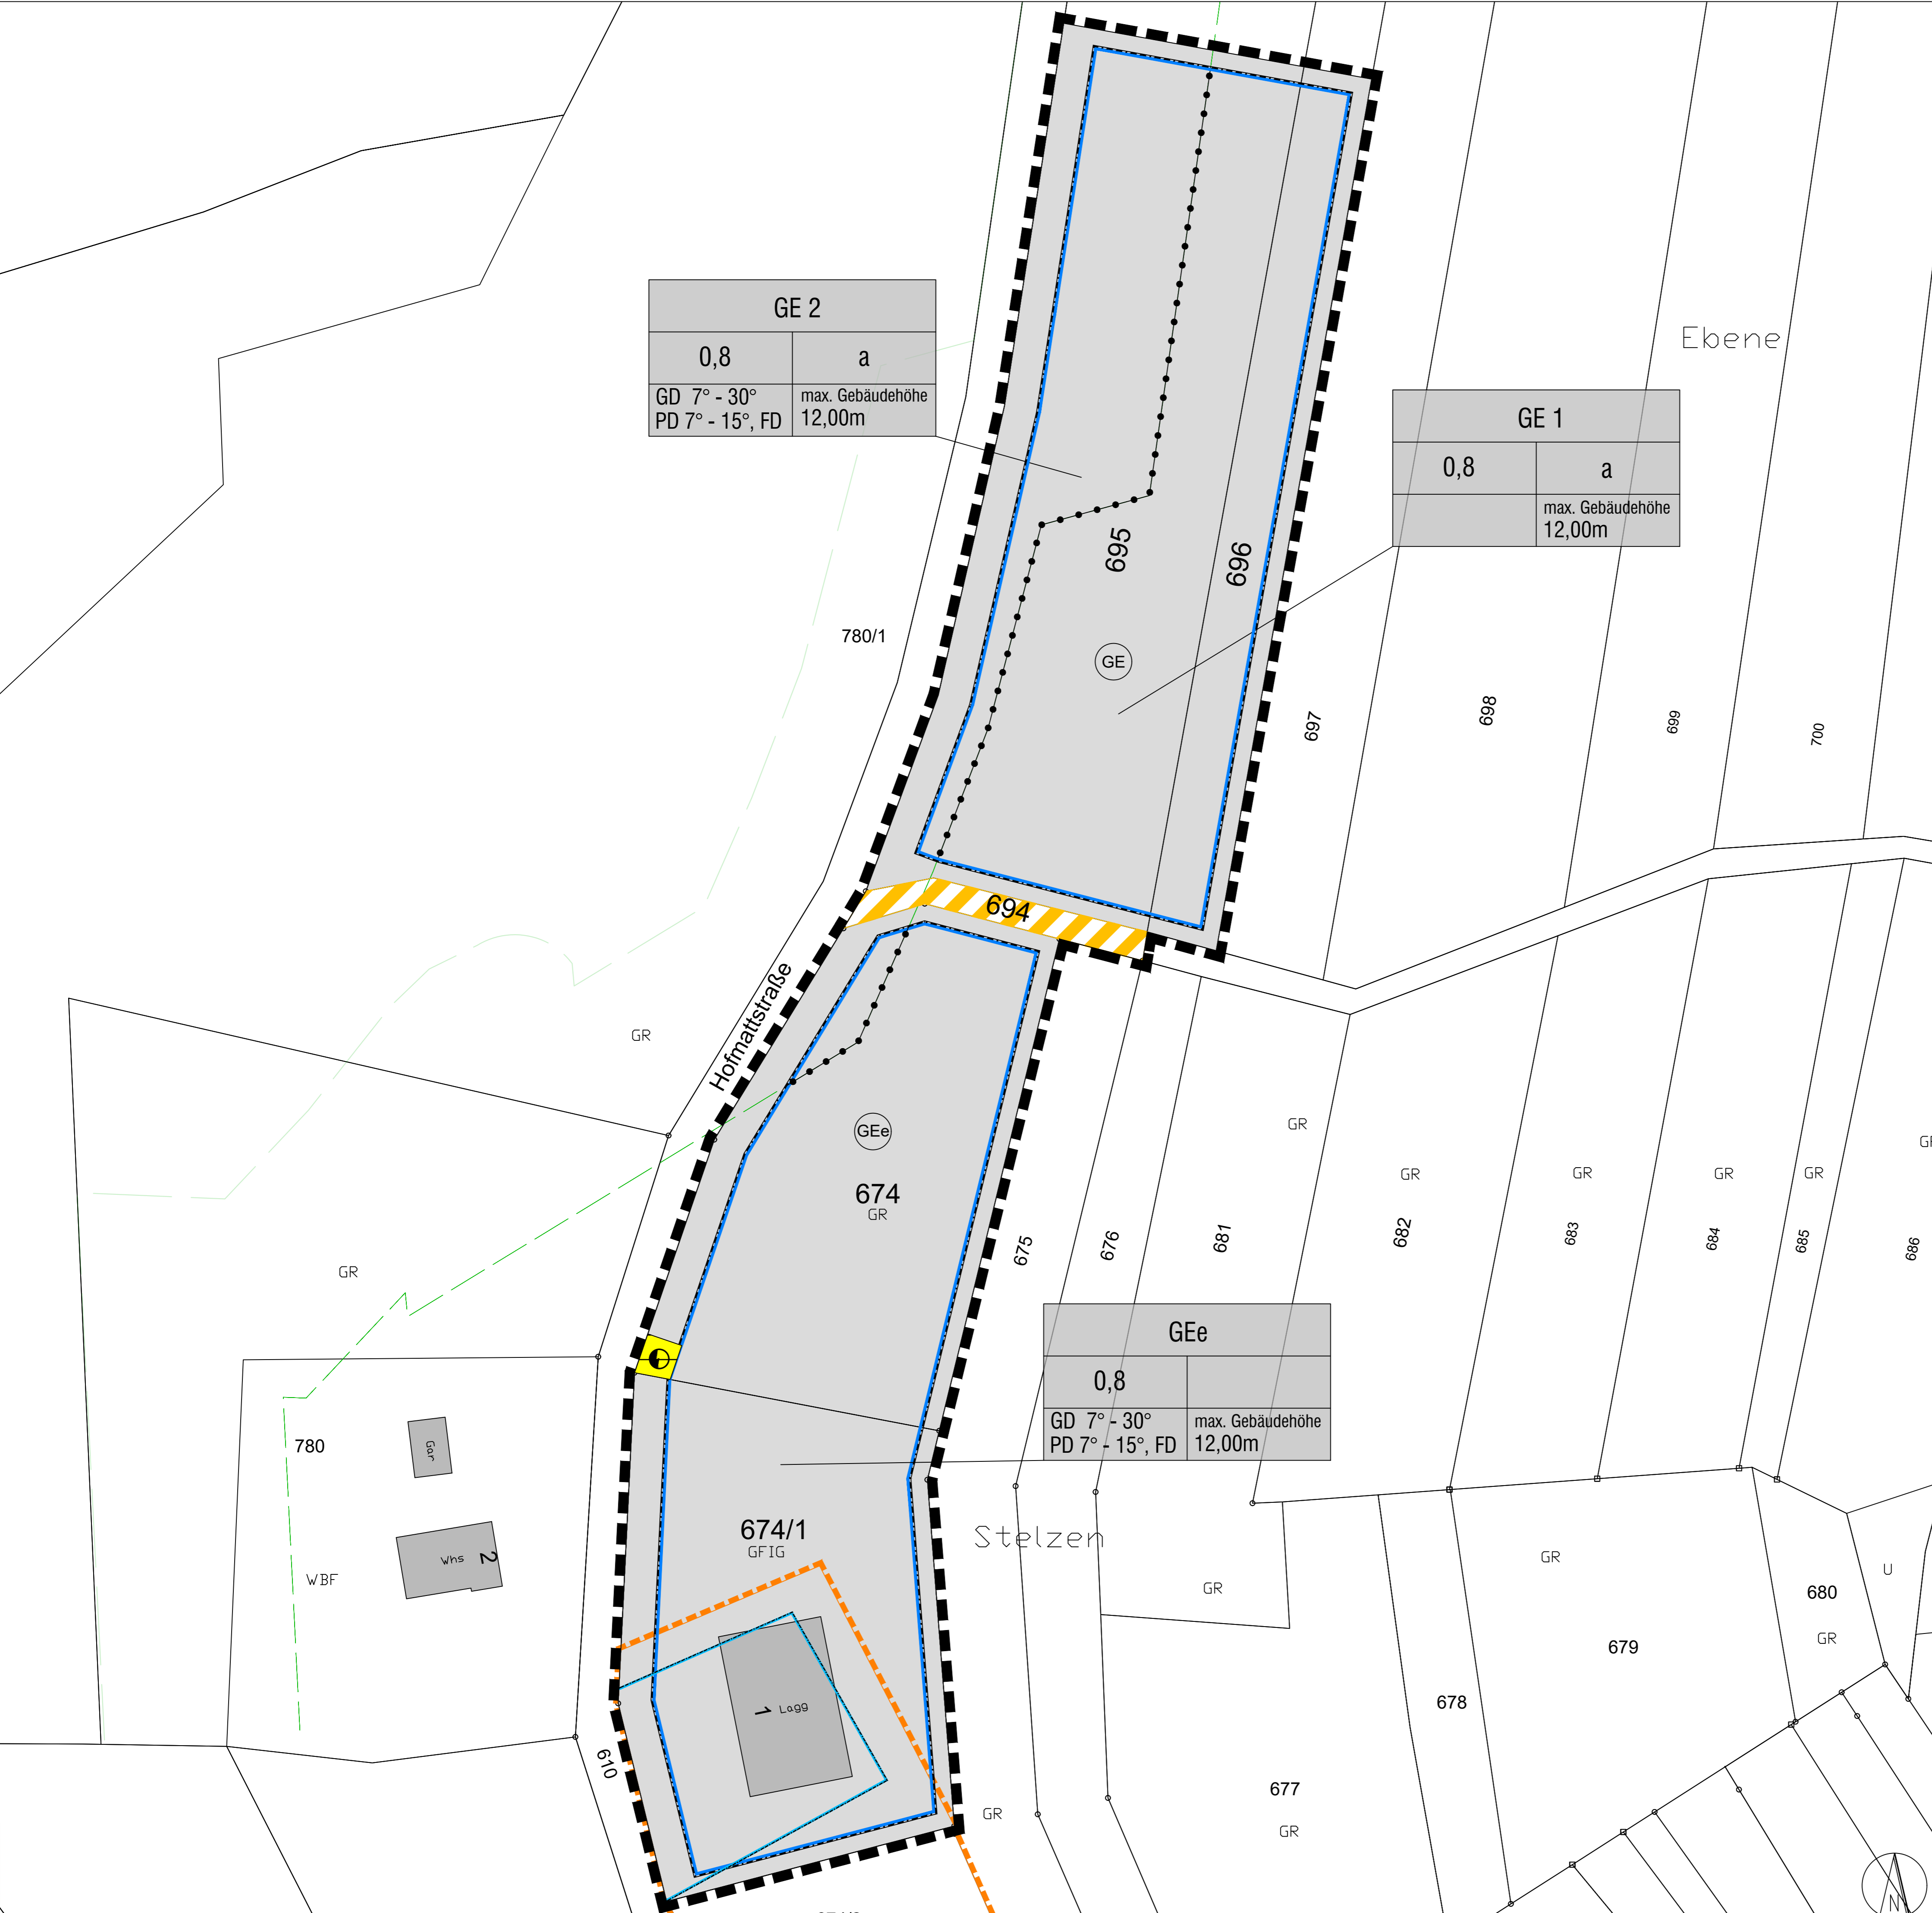 GE 2
0,8 a
GD 7° - 30° max. Gebäudehöhe
PD 7° - 15°, FD 12,00m
Ebene
GE 1
0,8 a
max. Gebäudehöhe
12,00m
695
696
780/1
GE
697
698
699
700
694
Hofmattstraße
GR
GEe
674
GR
GR
GR
GR
GR
GR
675
676
681
682
683
684
685
686
GR
GEe
0,8
GD 7° - 30° max. Gebäudehöhe
PD 7° - 15°, FD 12,00m
780
Gar
Whs 2
WBF
674/1
GFIG
Stelzen
GR
GR
U
680
GR
679
678
1 Lagg
610
GR
677
GR
N